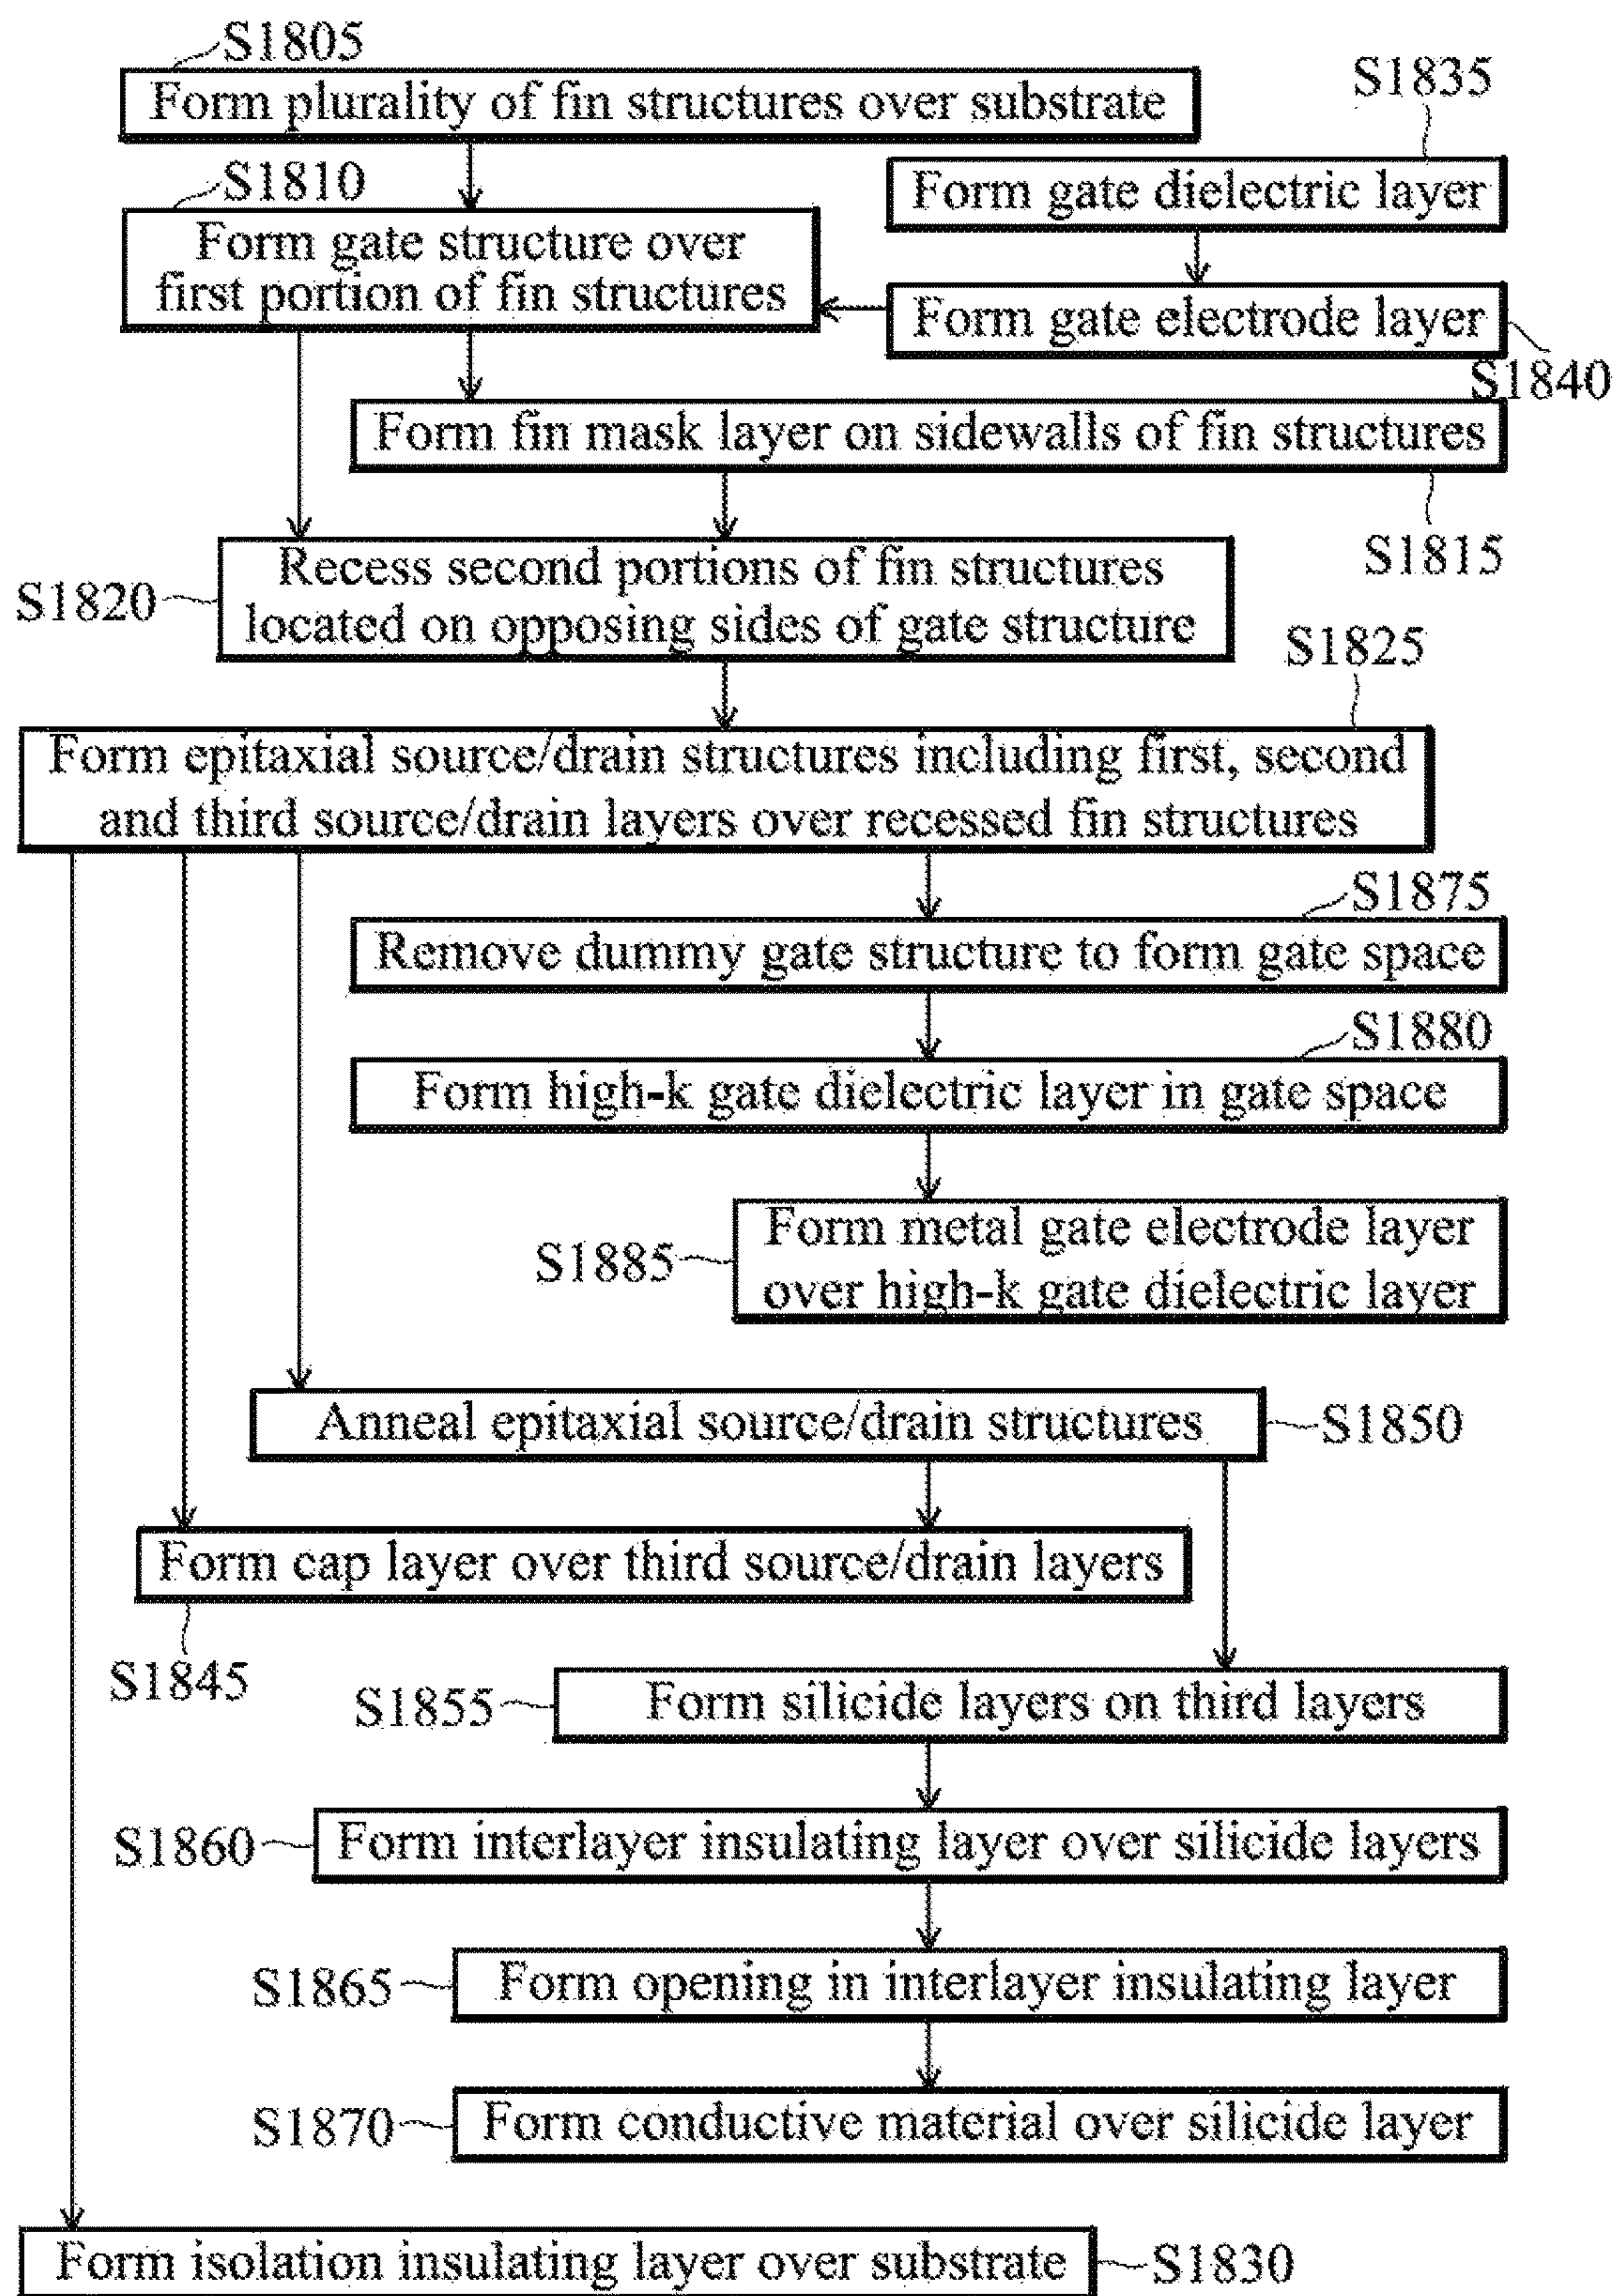 S1805
Form plurality of fin structures over substrate
S1835
S1810
Form gate dielectric layer
Form gate structure over
first portion of fin structures
Form gate electrode layer
S1840
Form fin mask layer on sidewalls of fin structures
S1815
Recess second portions of fin structures
located on opposing sides of gate structure
S1820
S1825
Form epitaxial source/drain structures including first, second
and third source/drain layers over recessed fin structures
S1875
Remove dummy gate structure to form gate space
S1880
Form high-k gate dielectric layer in gate space
Form metal gate electrode layer
over high-k gate dielectric layer
S1885
Anneal epitaxial source/drain structures
S1850
Form cap layer over third source/drain layers
S1845
S1855
Form silicide layers on third layers
S1860
Form interlayer insulating layer over silicide layers
S1865
Form opening in interlayer insulating layer
S1870
Form conductive material over silicide layer
Form isolation insulating layer over substrate
S1830